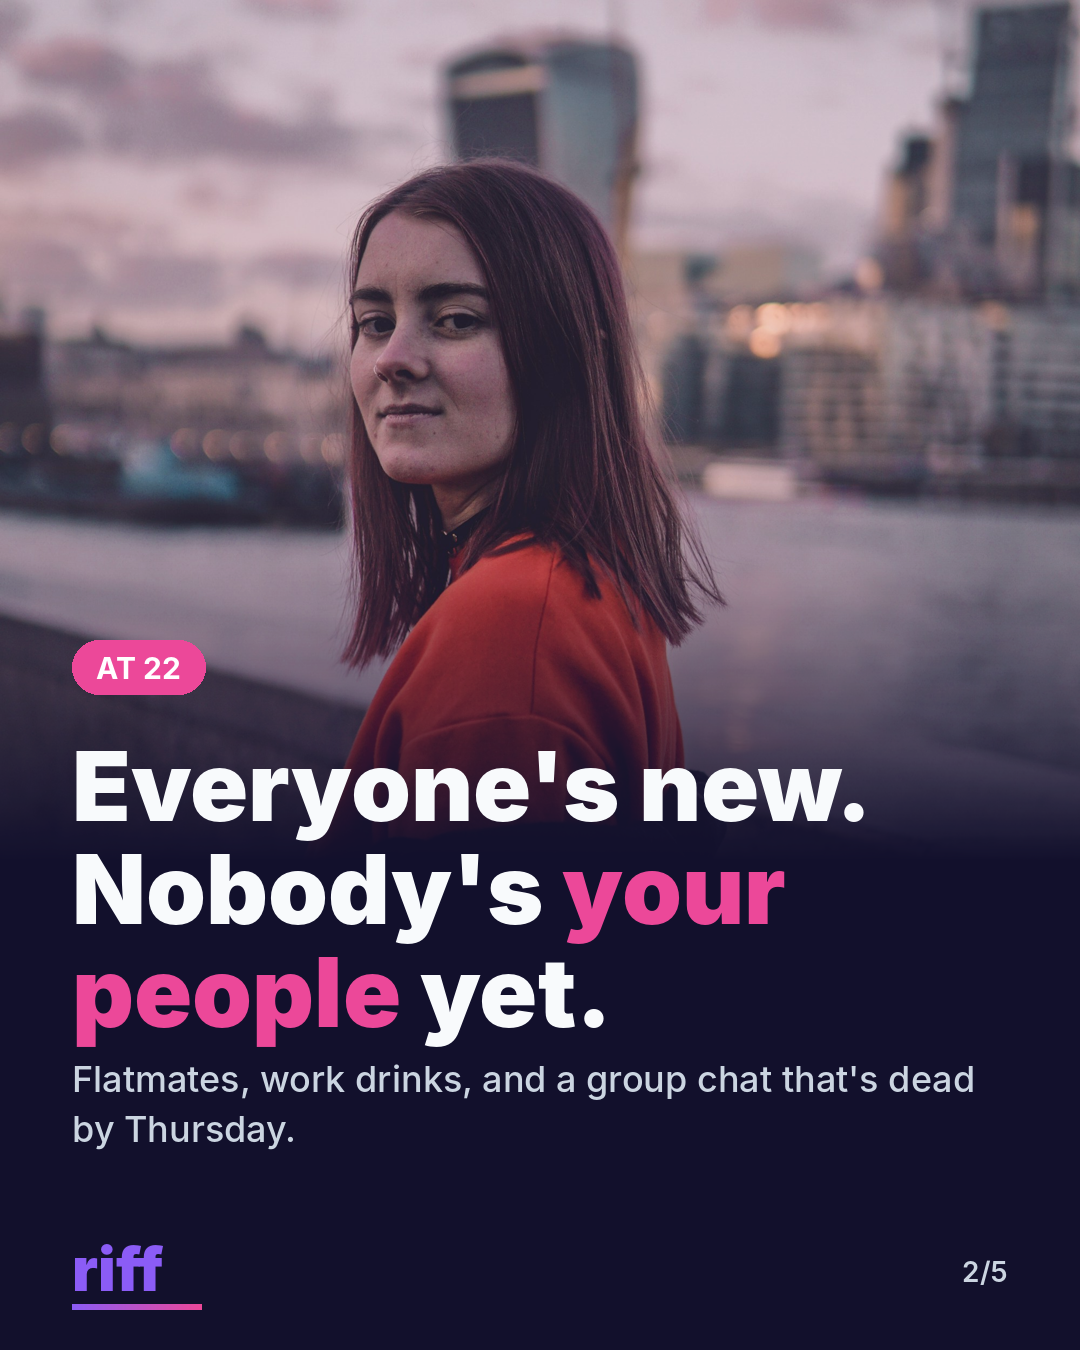 AT 22
Everyone's new.
Nobody's your
people yet.
Flatmates, work drinks, and a group chat that's dead
by Thursday.
riff
2/5